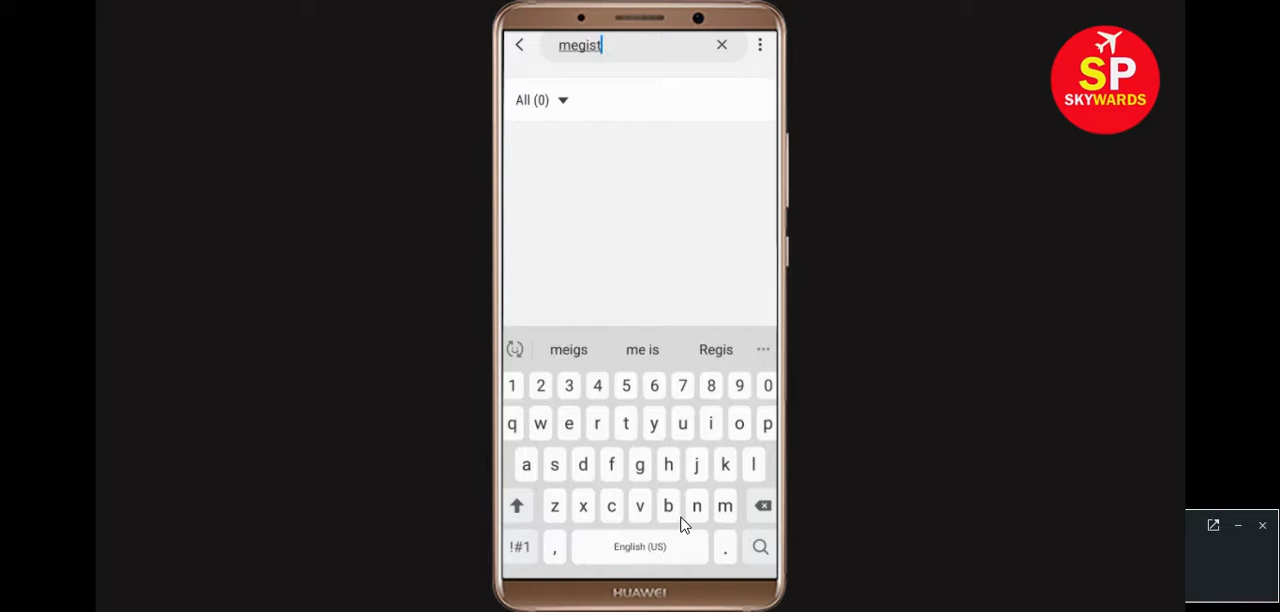 megist
All (0)
SP
SKYWARDS
meigs me is Regis
1 2 3 4 5 6 7 8 9 0
q w e r t y u i o p
a s d f g h j k l
z x c v b n m
!#1 , English (US) .
HUAWEI